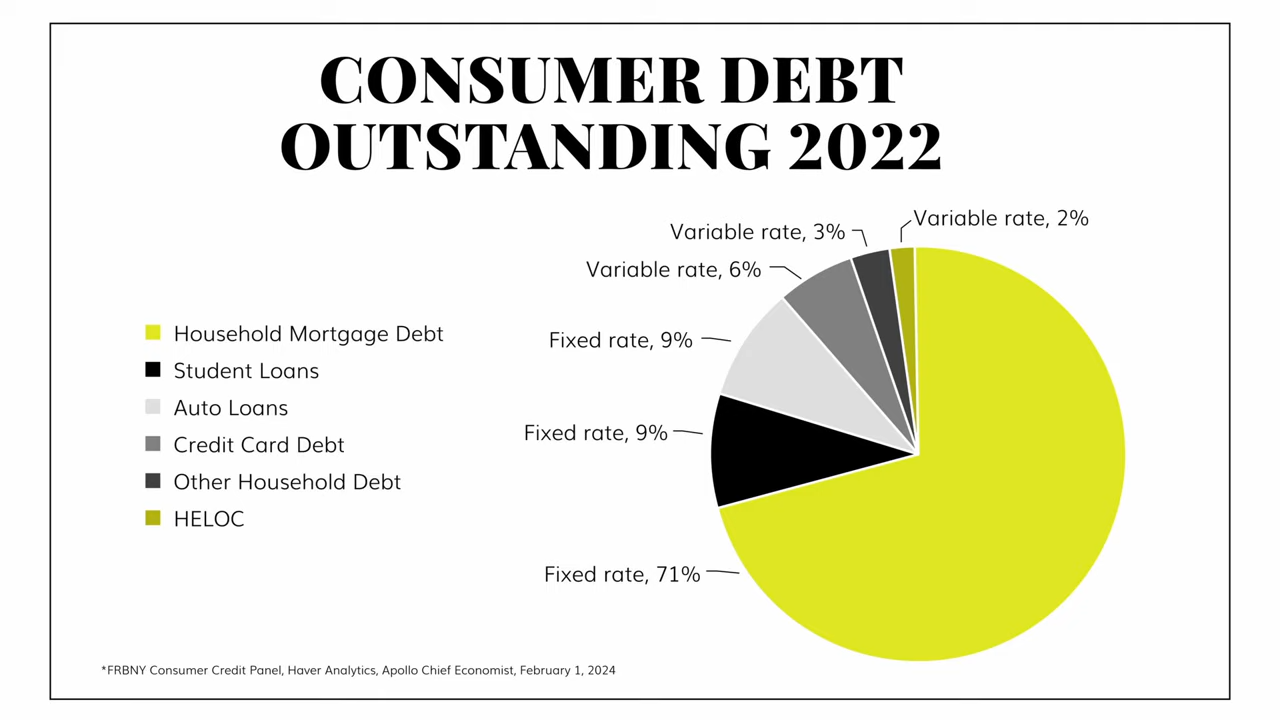 CONSUMER DEBT
OUTSTANDING 2022
Variable rate, 2%
Variable rate, 3%
Variable rate, 6%
Fixed rate, 9%
Fixed rate, 9%
Fixed rate, 71%
Household Mortgage Debt
Student Loans
Auto Loans
Credit Card Debt
Other Household Debt
HELOC
*FRBNY Consumer Credit Panel, Haver Analytics, Apollo Chief Economist, February 1, 2024